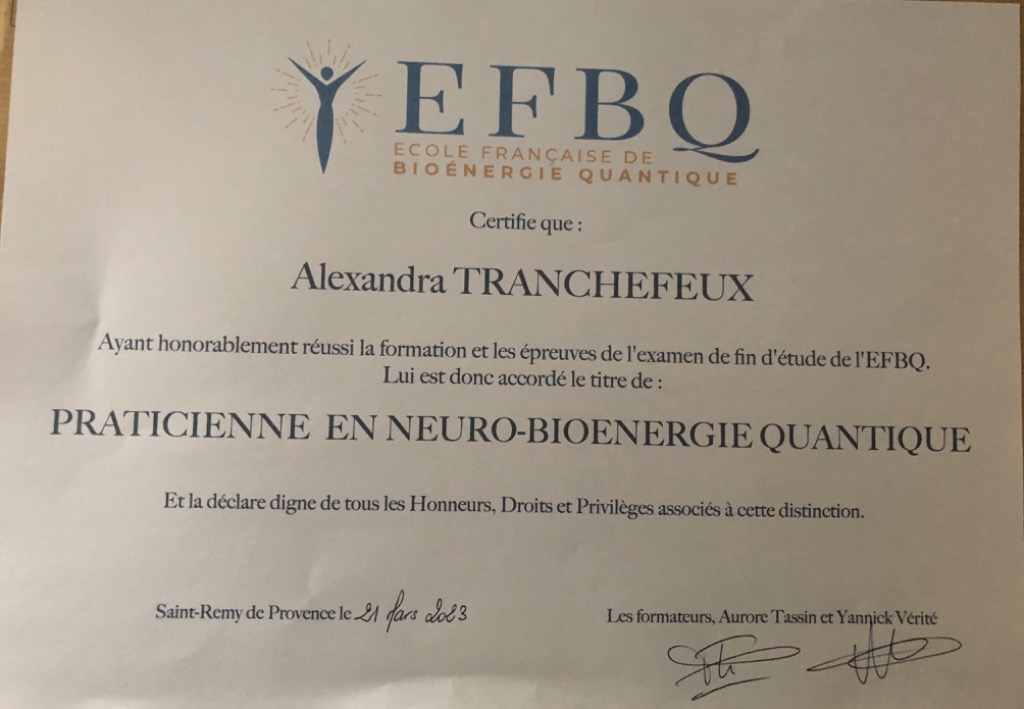 EFBQ
ECOLE FRANÇAISE DE
BIOÉNERGIE QUANTIQUE
Certifie que :
Alexandra TRANCHEFEUX
Ayant honorablement réussi la formation et les épreuves de l'examen de fin d'étude de l'EFBQ.
Lui est donc accordé le titre de :
PRATICIENNE EN NEURO-BIOENERGIE QUANTIQUE
Et la déclare digne de tous les Honneurs, Droits et Privilèges associés à cette distinction.
Saint-Remy de Provence le 21 Mars 2023
Les formateurs, Aurore Tassin et Yannick Vérité